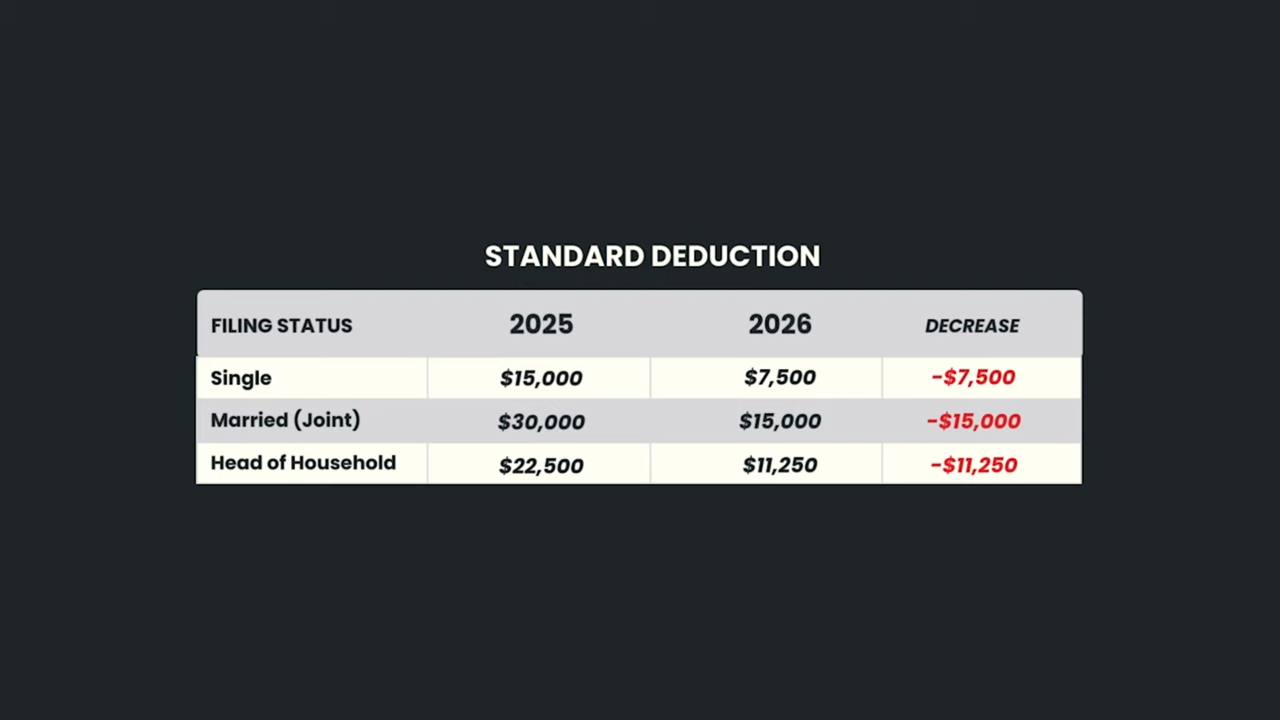 STANDARD DEDUCTION
FILING STATUS 2025 2026 DECREASE
Single $15,000 $7,500 -$7,500
Married (Joint) $30,000 $15,000 -$15,000
Head of Household $22,500 $11,250 -$11,250